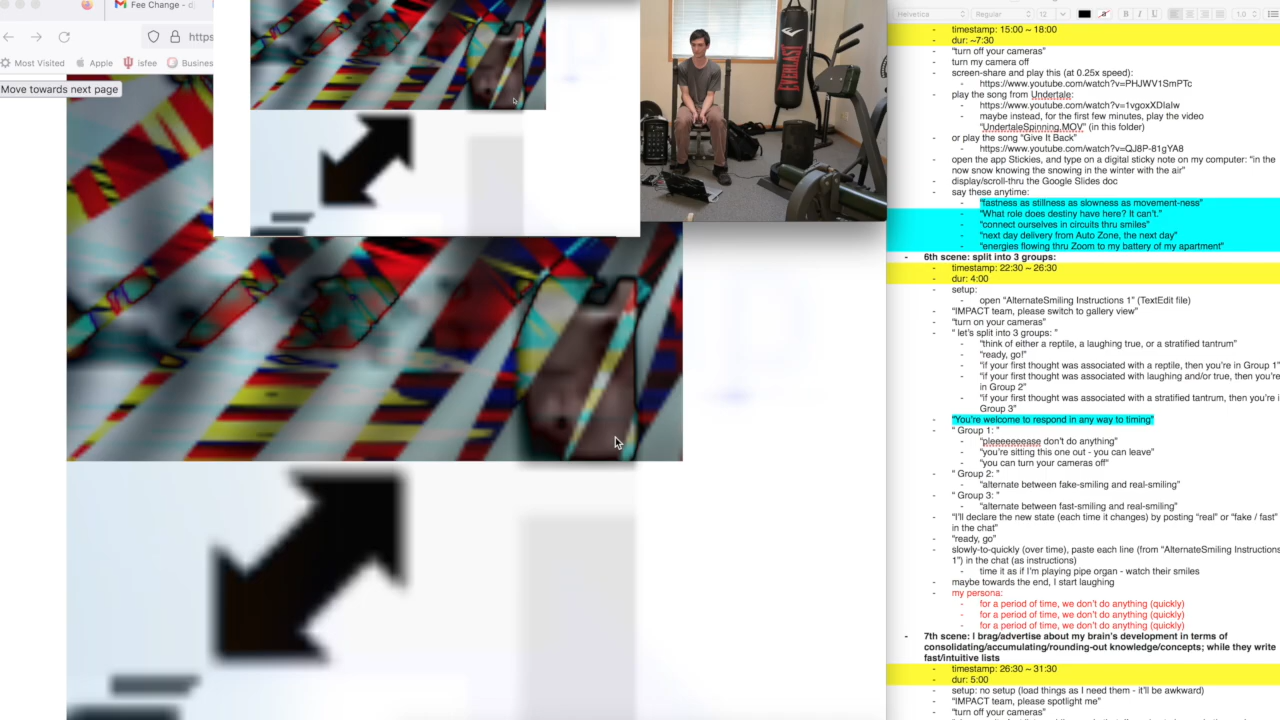 Fee Change - d
https
Most Visited
Apple
isfee
Business
Move towards next page
EVERLAST
Helvetica
Regular
12
a
B I U
1.0
- timestamp: 15:00 ~ 18:00
- dur: ~7:30
- "turn off your cameras"
- turn my camera off
- screen-share and play this (at 0.25x speed):
- https://www.youtube.com/watch?v=PHJWV1SmPTc
- play the song from Undertale:
- https://www.youtube.com/watch?v=1vgoxXDIaIw
- maybe instead, for the first few minutes, play the video
"UndertaleSpinning.MOV" (in this folder)
- or play the song "Give It Back"
- https://www.youtube.com/watch?v=QJ8P-81gYA8
- open the app Stickies, and type on a digital sticky note on my computer: "in the
now snow knowing the snowing in the winter with the air"
- display/scroll-thru the Google Slides doc
- say these anytime:
- "fastness as stillness as slowness as movement-ness"
- "What role does destiny have here? It can't."
- "connect ourselves in circuits thru smiles"
- "next day delivery from Auto Zone, the next day"
- "energies flowing thru Zoom to my battery of my apartment"
- 6th scene: split into 3 groups:
- timestamp: 22:30 ~ 26:30
- dur: 4:00
- setup:
- open "AlternateSmiling Instructions 1" (TextEdit file)
- "IMPACT team, please switch to gallery view"
- "turn on your cameras"
- " let's split into 3 groups: "
- "think of either a reptile, a laughing true, or a stratified tantrum"
- "ready, go!"
- "if your first thought was associated with a reptile, then you're in Group 1"
- "if your first thought was associated with laughing and/or true, then you're
in Group 2"
- "if your first thought was associated with a stratified tantrum, then you're i
Group 3"
- "You're welcome to respond in any way to timing"
- " Group 1: "
- "pleeeeeeease don't do anything"
- "you're sitting this one out - you can leave"
- "you can turn your cameras off"
- " Group 2: "
- "alternate between fake-smiling and real-smiling"
- " Group 3: "
- "alternate between fast-smiling and real-smiling"
- "I'll declare the new state (each time it changes) by posting "real" or "fake / fast"
in the chat"
- "ready, go"
- slowly-to-quickly (over time), paste each line (from "AlternateSmiling Instructions
1") in the chat (as instructions)
- time it as if I'm playing pipe organ - watch their smiles
- maybe towards the end, I start laughing
- my persona:
- for a period of time, we don't do anything (quickly)
- for a period of time, we don't do anything (quickly)
- for a period of time, we don't do anything (quickly)
- 7th scene: I brag/advertise about my brain's development in terms of
consolidating/accumulating/rounding-out knowledge/concepts; while they write
fast/intuitive lists
- timestamp: 26:30 ~ 31:30
- dur: 5:00
- setup: no setup (load things as I need them - it'll be awkward)
- "IMPACT team, please spotlight me"
- "turn off your cameras"